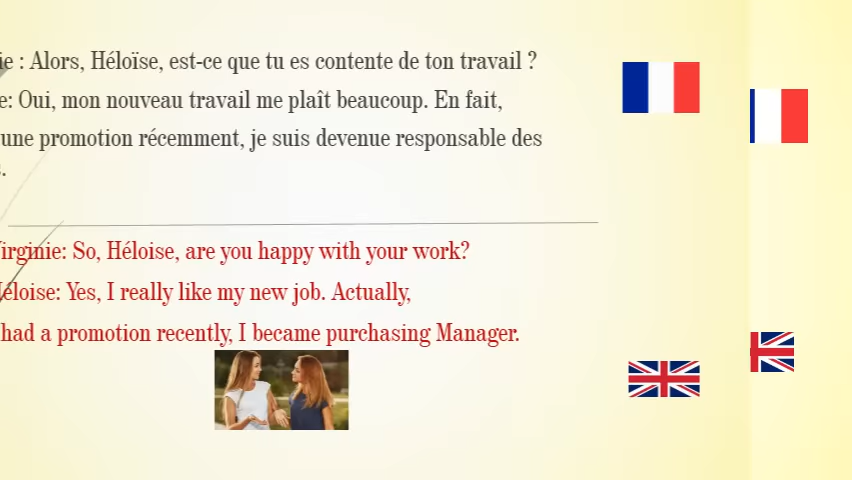 ie : Alors, Héloïse, est-ce que tu es contente de ton travail ?
e: Oui, mon nouveau travail me plaît beaucoup. En fait,
une promotion récemment, je suis devenue responsable des
s.
Virginie: So, Héloise, are you happy with your work?
Héloise: Yes, I really like my new job. Actually,
had a promotion recently, I became purchasing Manager.